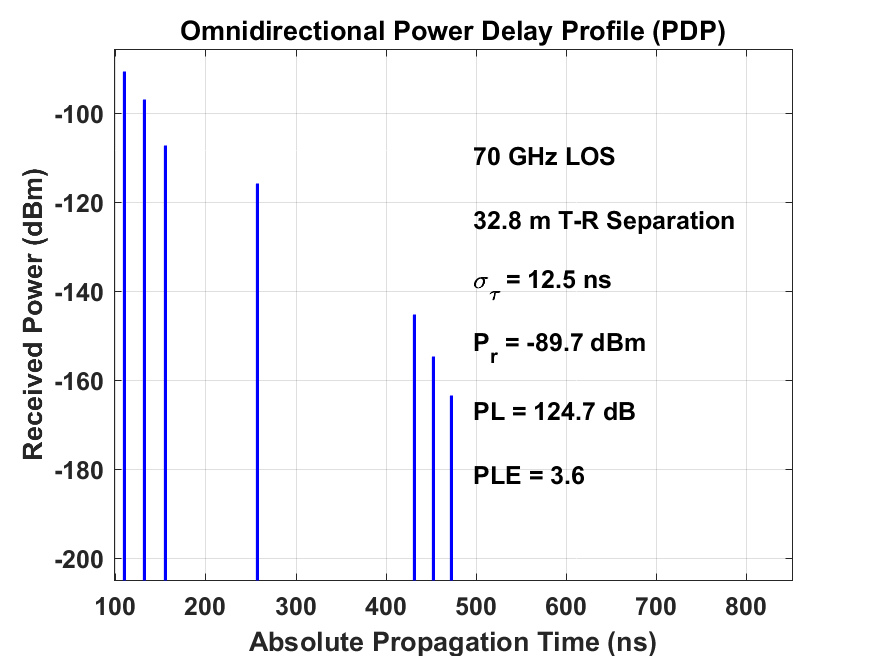 Omnidirectional Power Delay Profile (PDP)
Received Power (dBm)
-100
-120
-140
-160
-180
-200
70 GHz LOS
32.8 m T-R Separation
σ_τ = 12.5 ns
P_r = -89.7 dBm
PL = 124.7 dB
PLE = 3.6
100 200 300 400 500 600 700 800
Absolute Propagation Time (ns)